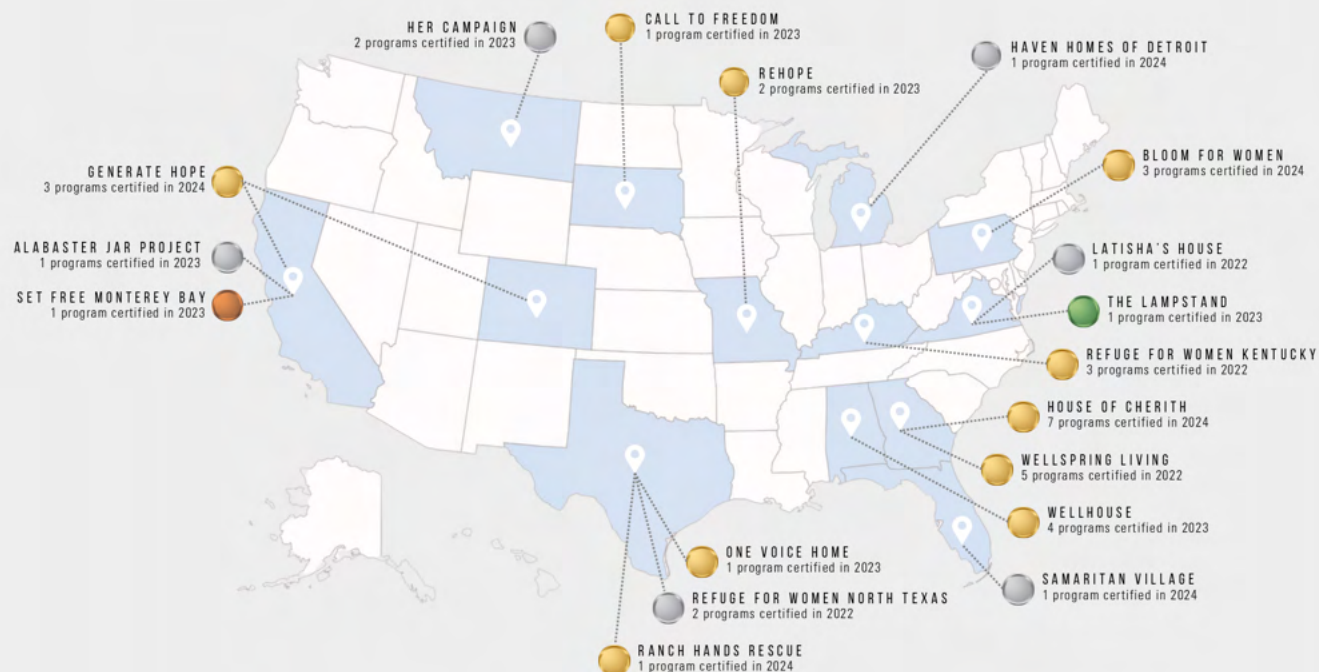 HER CAMPAIGN
2 programs certified in 2023
CALL TO FREEDOM
1 program certified in 2023
REHOPE
2 programs certified in 2023
HAVEN HOMES OF DETROIT
1 program certified in 2024
GENERATE HOPE
3 programs certified in 2024
BLOOM FOR WOMEN
3 programs certified in 2024
ALABASTER JAR PROJECT
1 programs certified in 2023
LATISHA'S HOUSE
1 program certified in 2022
SET FREE MONTEREY BAY
1 program certified in 2023
THE LAMPSTAND
1 program certified in 2023
REFUGE FOR WOMEN KENTUCKY
3 programs certified in 2022
HOUSE OF CHERITH
7 programs certified in 2024
WELLSPRING LIVING
5 programs certified in 2022
WELLHOUSE
4 programs certified in 2023
ONE VOICE HOME
1 program certified in 2023
SAMARITAN VILLAGE
1 program certified in 2024
REFUGE FOR WOMEN NORTH TEXAS
2 programs certified in 2022
RANCH HANDS RESCUE
1 program certified in 2024